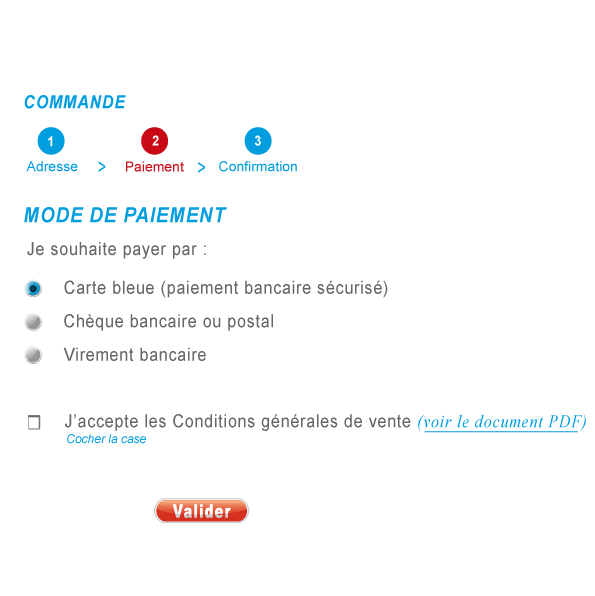 COMMANDE
1 2 3
Adresse > Paiement > Confirmation
MODE DE PAIEMENT
Je souhaite payer par :
Carte bleue (paiement bancaire sécurisé)
Chèque bancaire ou postal
Virement bancaire
J’accepte les Conditions générales de vente (voir le document PDF)
Cocher la case
Valider